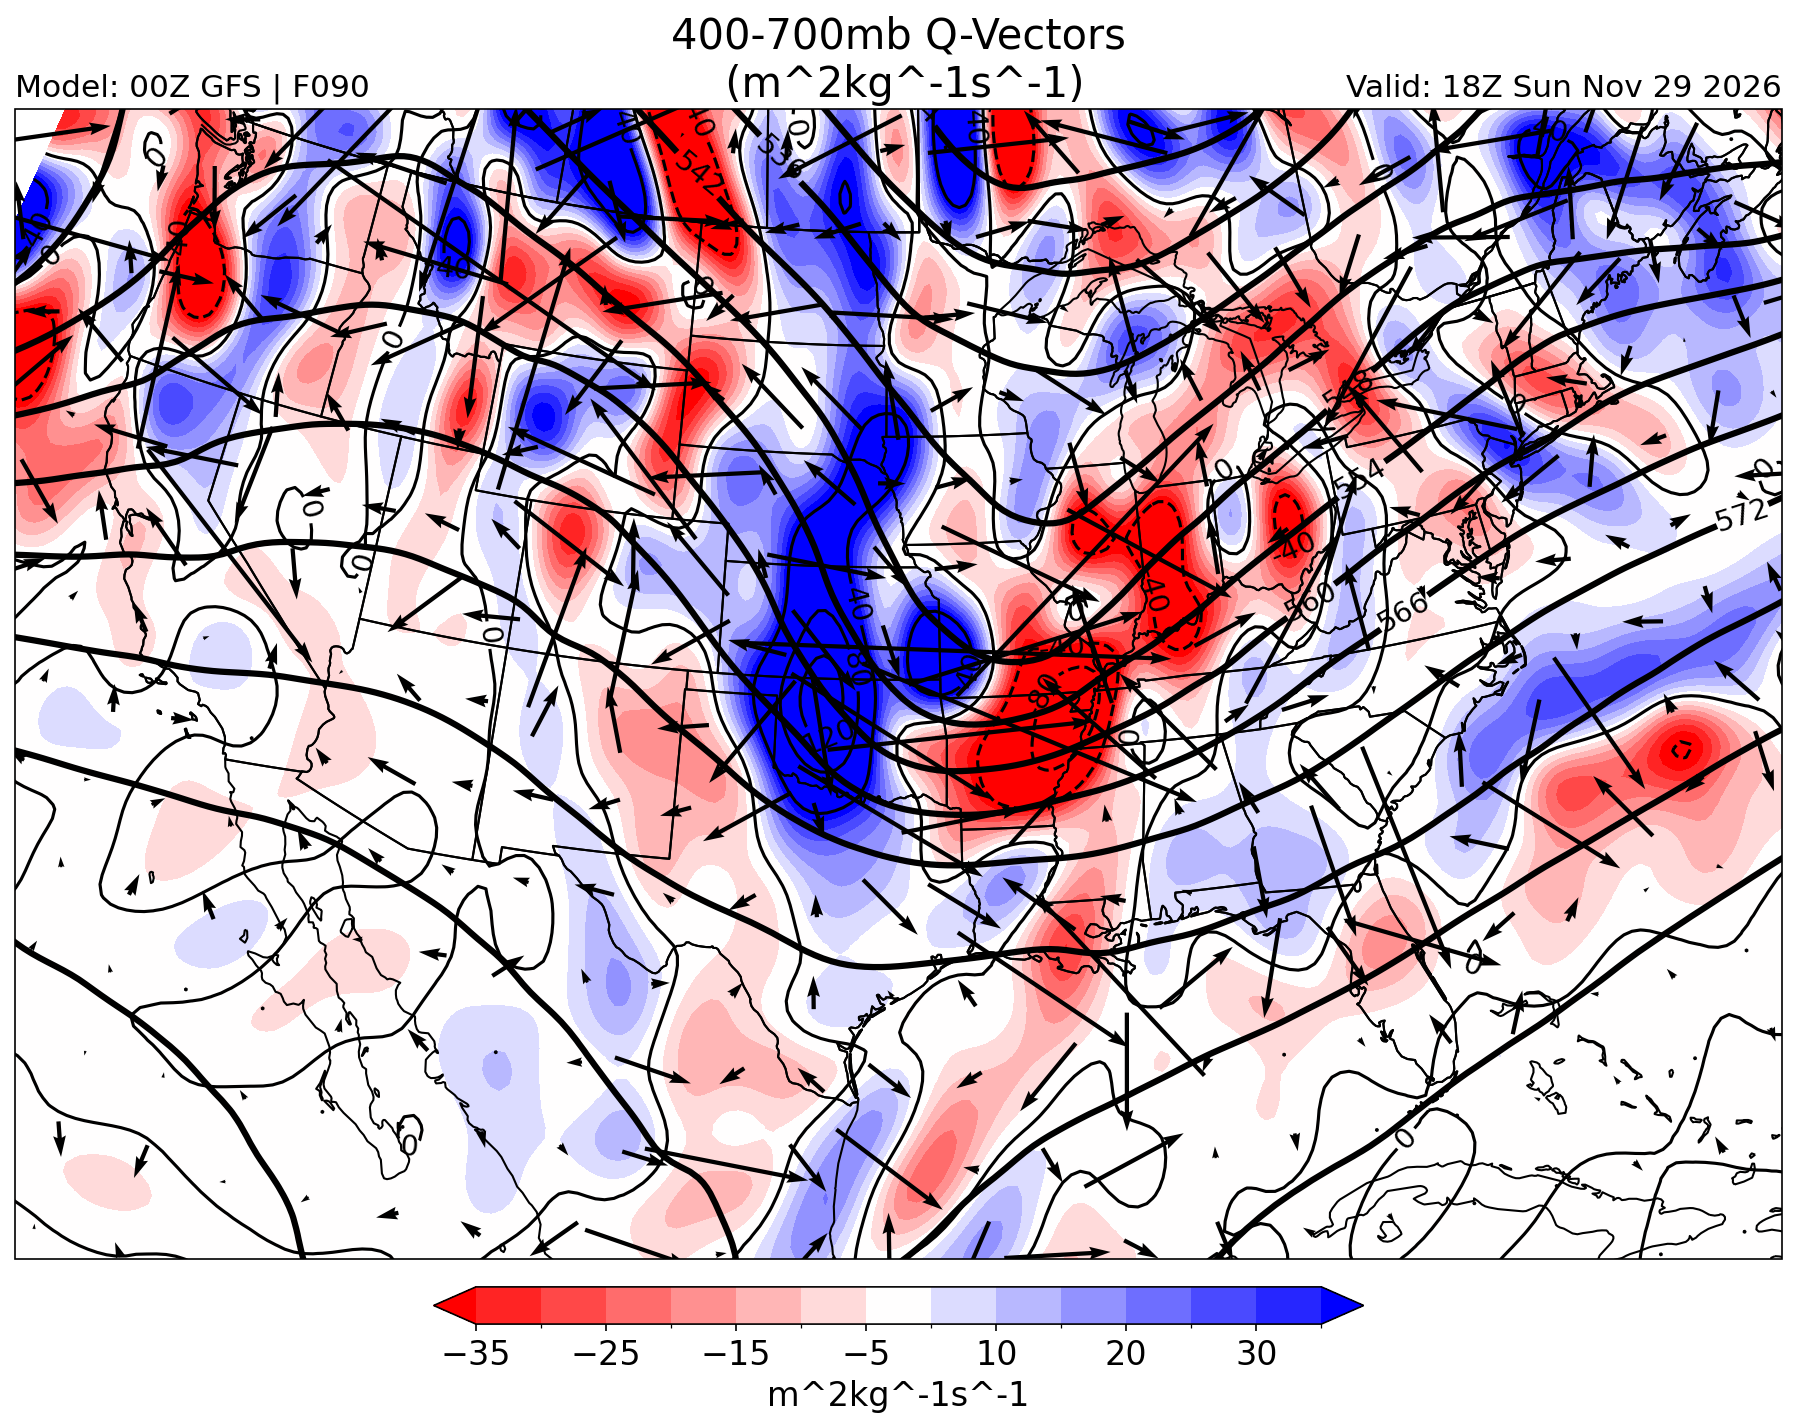 400-700mb Q-Vectors
(m^2kg^-1s^-1)
Model: 00Z GFS | F090
Valid: 18Z Sun Nov 29 2026
542
536
548
554
560
566
572
−35 −25 −15 −5 10 20 30
m^2kg^-1s^-1